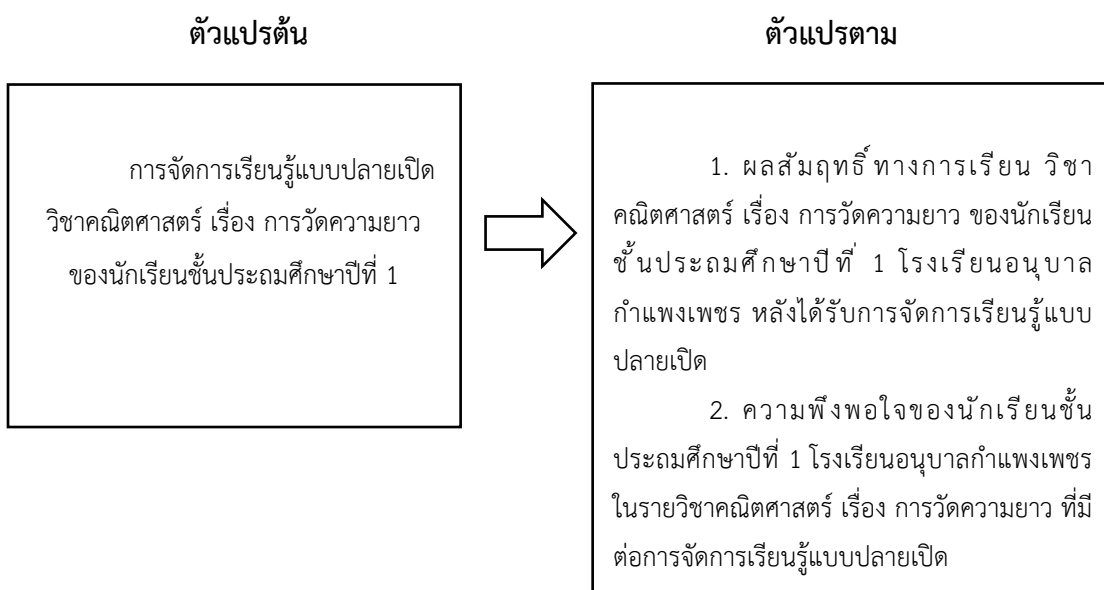 ตัวแปรต้น
การจัดการเรียนรู้แบบปลายเปิด
วิชาคณิตศาสตร์ เรื่อง การวัดความยาว
ของนักเรียนชั้นประถมศึกษาปีที่ 1
ตัวแปรตาม
1. ผลสัมฤทธิ์ทางการเรียน วิชา
คณิตศาสตร์ เรื่อง การวัดความยาว ของนักเรียน
ชั้นประถมศึกษาปีที่ 1 โรงเรียนอนุบาล
กำแพงเพชร หลังได้รับการจัดการเรียนรู้แบบ
ปลายเปิด
2. ความพึงพอใจของนักเรียนชั้น
ประถมศึกษาปีที่ 1 โรงเรียนอนุบาลกำแพงเพชร
ในรายวิชาคณิตศาสตร์ เรื่อง การวัดความยาว ที่มี
ต่อการจัดการเรียนรู้แบบปลายเปิด